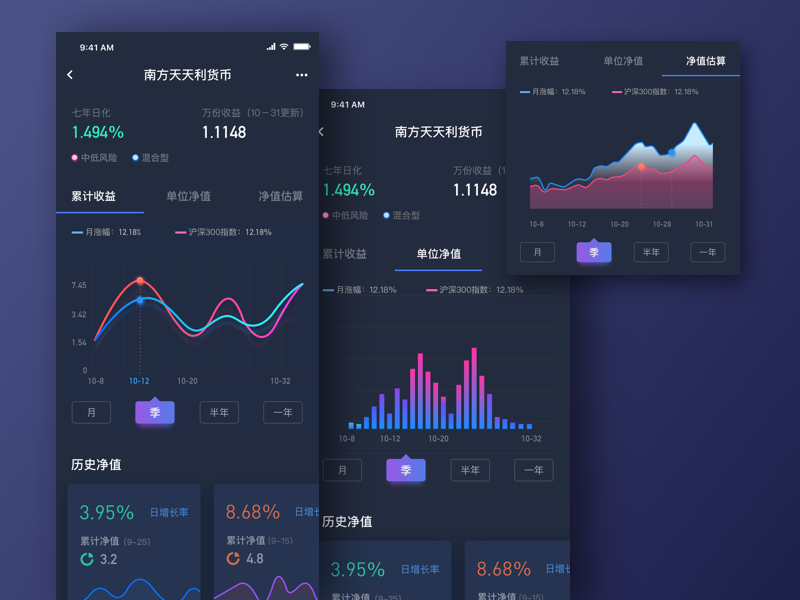 9:41 AM
南方天天利货币
七年日化
万份收益（10－31更新）
1.494%
1.1148
中低风险
混合型
累计收益
单位净值
净值估算
月涨幅：12.18%
沪深300指数：12.18%
7.45
3.42
1.54
0
10-8
10-12
10-20
10-32
月
季
半年
一年
历史净值
3.95%
日增长率
累计净值 (9–25)
3.2
8.68%
日增
累计净值 (9–15)
4.8
9:41 AM
南方天天利货币
七年日化
万份收益（1
1.494%
1.1148
中低风险
混合型
累计收益
单位净值
月涨幅：12.18%
沪深300指数：12.18%
10-8
10-12
10-20
10-32
月
季
半年
一年
历史净值
3.95%
日增长率
累计净值 (9–25)
8.68%
日增
累计净值 (9–15)
累计收益
单位净值
净值估算
月涨幅：12.18%
沪深300指数：12.18%
10-8
10-12
10-20
10-28
10-31
月
季
半年
一年